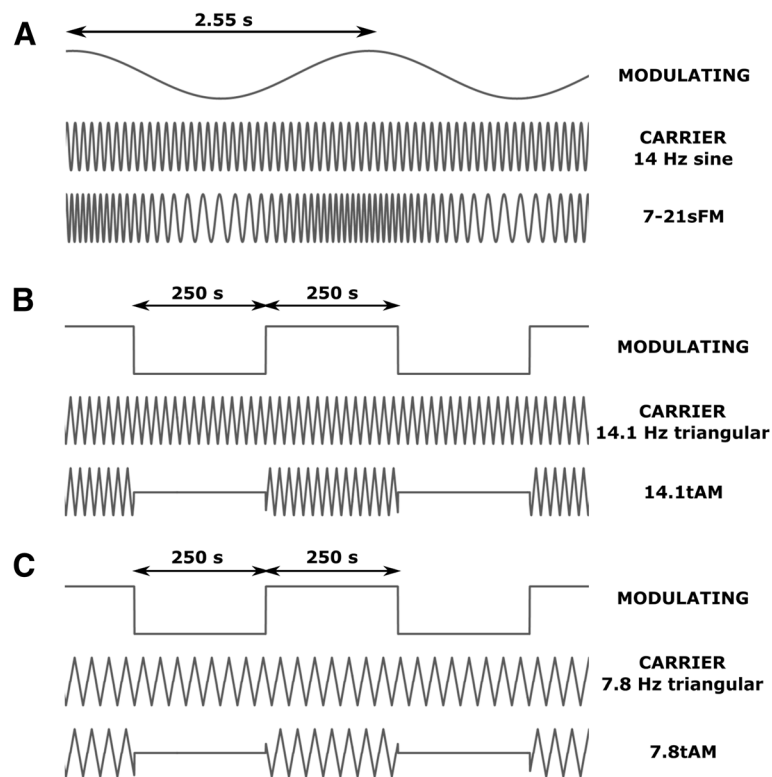 A
2.55 s
MODULATING
CARRIER
14 Hz sine
7-21sFM
B
250 s 250 s
MODULATING
CARRIER
14.1 Hz triangular
14.1tAM
C
250 s 250 s
MODULATING
CARRIER
7.8 Hz triangular
7.8tAM